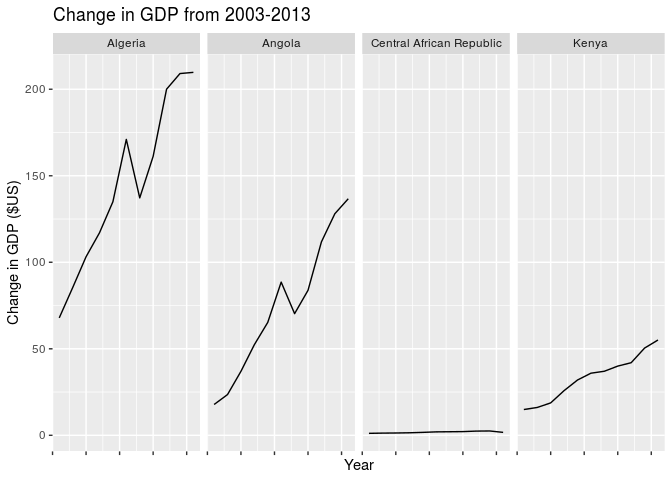 Change in GDP from 2003-2013
Algeria
Angola
Central African Republic
Kenya
200
150
100
50
0
Change in GDP ($US)
Year